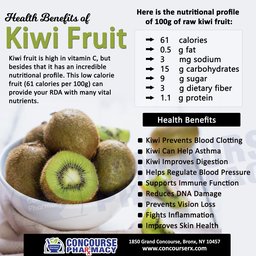 Health Benefits of
Kiwi Fruit
Kiwi fruit is high in vitamin C, but
besides that it has an incredible
nutritional profile. This low calorie
fruit (61 calories per 100g) can
provide your RDA with many vital
nutrients.
Here is the nutritional profile
of 100g of raw kiwi fruit:
→ 61 calories
→ 0.5 g fat
→ 3 mg sodium
→ 15 g carbohydrates
→ 9 g sugar
→ 3 g dietary fiber
→ 1.1 g protein
Health Benefits
Kiwi Prevents Blood Clotting
Kiwi Can Help Asthma
Kiwi Improves Digestion
Helps Regulate Blood Pressure
Supports Immune Function
Reduces DNA Damage
Prevents Vision Loss
Fights Inflammation
Improves Skin Health
CONCOURSE
PHARMACY
1850 Grand Concourse, Bronx, NY 10457
www.concourserx.com